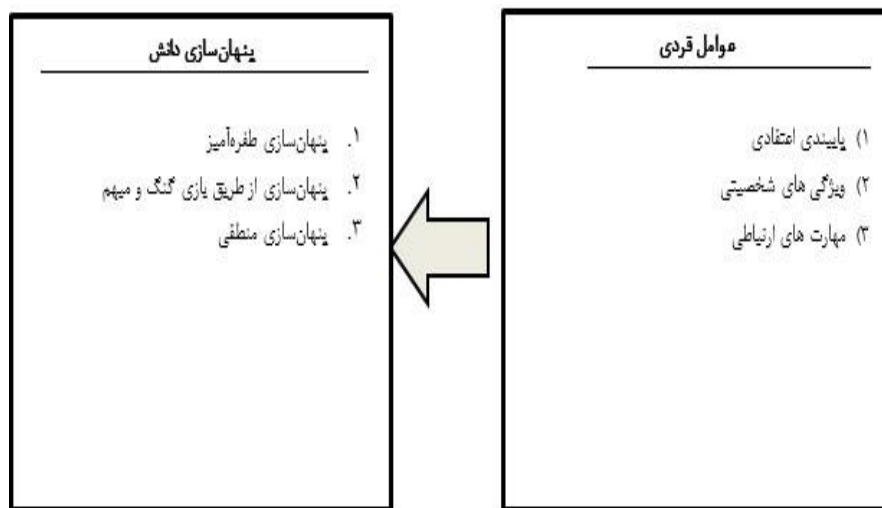 عوامل فردی
۱) پایبندی اعتقادی
۲) ویژگی های شخصیتی
۳) مهارت های ارتباطی
پنهان‌سازی دانش
۱. پنهان‌سازی طفره‌آمیز
۲. پنهان‌سازی از طریق بازی گنگ و مبهم
۳. پنهان‌سازی منطقی